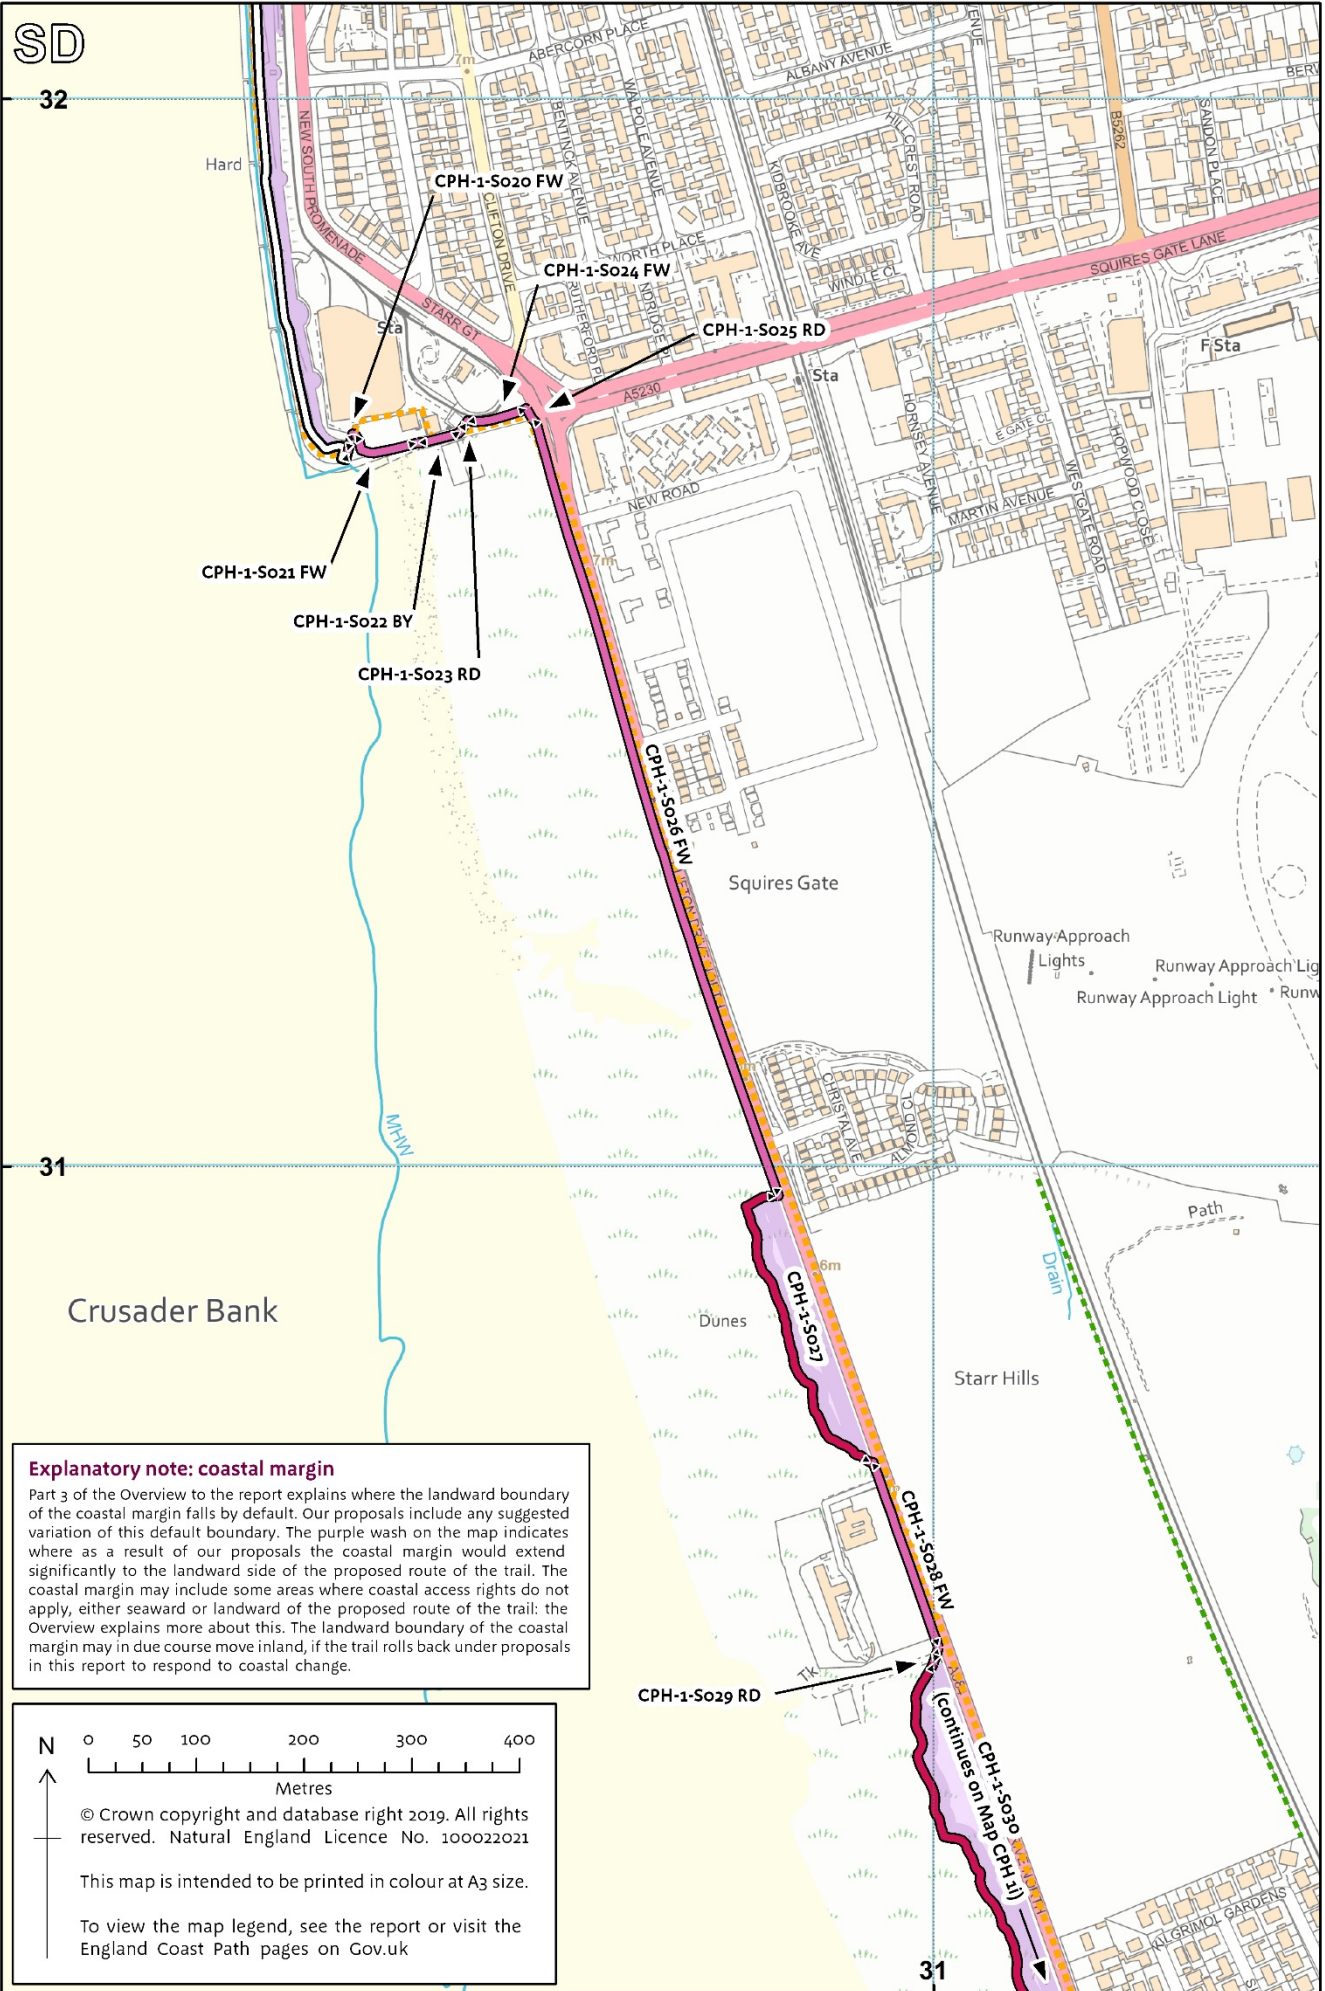 SD
ABERCORN PLACE
7m
ALBANY AVENUE
32
NEW SOUTH PROMENADE
BENTINCK AVENUE
WALPOLE AVENUE
HILLCREST ROAD
B5262
SANDON PLACE
Hard
KIDBROOKE AVE
CPH-1-S020 FW
CLIFTON DRIVE
NORTH PLACE
SQUIRES GATE LANE
CPH-1-S024 FW
WINDLE CL
RUTHERFORD PL
STARR GT
Sta
CPH-1-S025 RD
F Sta
Sta
A5230
HORNSEY AVENUE
E GATE CL
HOPWOOD CLOSE
WESTGATE ROAD
NEW ROAD
MARTIN AVENUE
7m
CPH-1-S021 FW
CPH-1-S022 BY
CPH-1-S023 RD
CPH-1-S026 FW
Squires Gate
Runway Approach
Lights
Runway Approach Lig
Runway Approach Light
Runw
CHRISTAL AVE
ALMOND CL
MHW
31
Path
Drain
6m
Crusader Bank
CPH-1-S027
Dunes
Starr Hills
Explanatory note: coastal margin
Part 3 of the Overview to the report explains where the landward boundary
of the coastal margin falls by default. Our proposals include any suggested
variation of this default boundary. The purple wash on the map indicates
where as a result of our proposals the coastal margin would extend
significantly to the landward side of the proposed route of the trail. The
coastal margin may include some areas where coastal access rights do not
apply, either seaward or landward of the proposed route of the trail: the
Overview explains more about this. The landward boundary of the coastal
margin may in due course move inland, if the trail rolls back under proposals
in this report to respond to coastal change.
CPH-1-S028 FW
Tk
CPH-1-S029 RD
CPH-1-S030
(continues on Map CPH 1i)
N
0 50 100 200 300 400
Metres
© Crown copyright and database right 2019. All rights
reserved. Natural England Licence No. 100022021
This map is intended to be printed in colour at A3 size.
To view the map legend, see the report or visit the
England Coast Path pages on Gov.uk
KILGRIMOL GARDENS
31